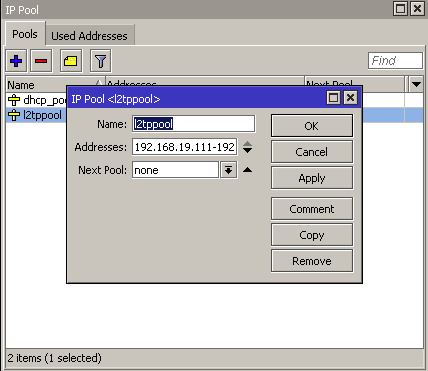 IP Pool
Pools Used Addresses
Find
Name Addresses Next Pool
dhcp_poo
l2tppool
IP Pool <l2tppool>
Name: l2tppool OK
Addresses: 192.168.19.111-192 Cancel
Next Pool: none Apply
Comment
Copy
Remove
2 items (1 selected)